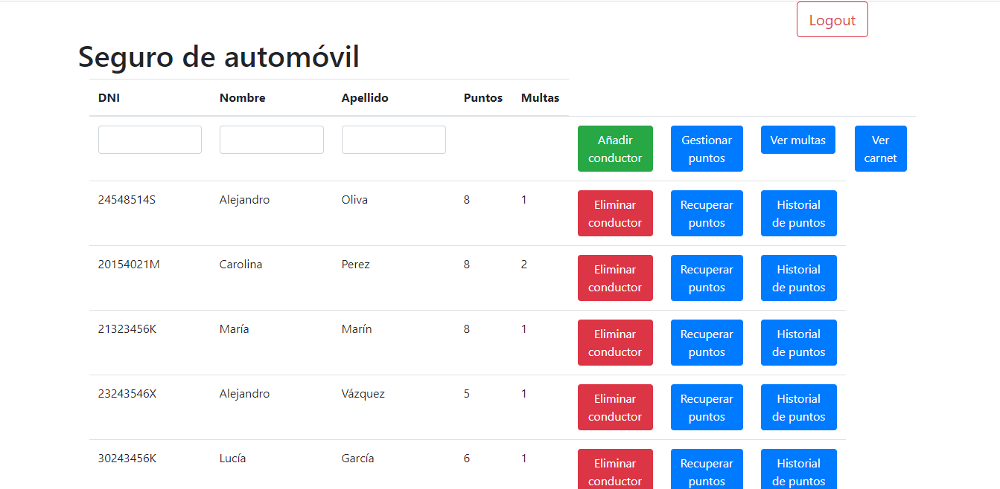 Logout
Seguro de automóvil
DNI Nombre Apellido Puntos Multas
Añadir conductor Gestionar puntos Ver multas Ver carnet
24548514S Alejandro Oliva 8 1 Eliminar conductor Recuperar puntos Historial de puntos
20154021M Carolina Perez 8 2 Eliminar conductor Recuperar puntos Historial de puntos
21323456K María Marín 8 1 Eliminar conductor Recuperar puntos Historial de puntos
23243546X Alejandro Vázquez 5 1 Eliminar conductor Recuperar puntos Historial de puntos
30243456K Lucía García 6 1 Eliminar conductor Recuperar puntos Historial de puntos